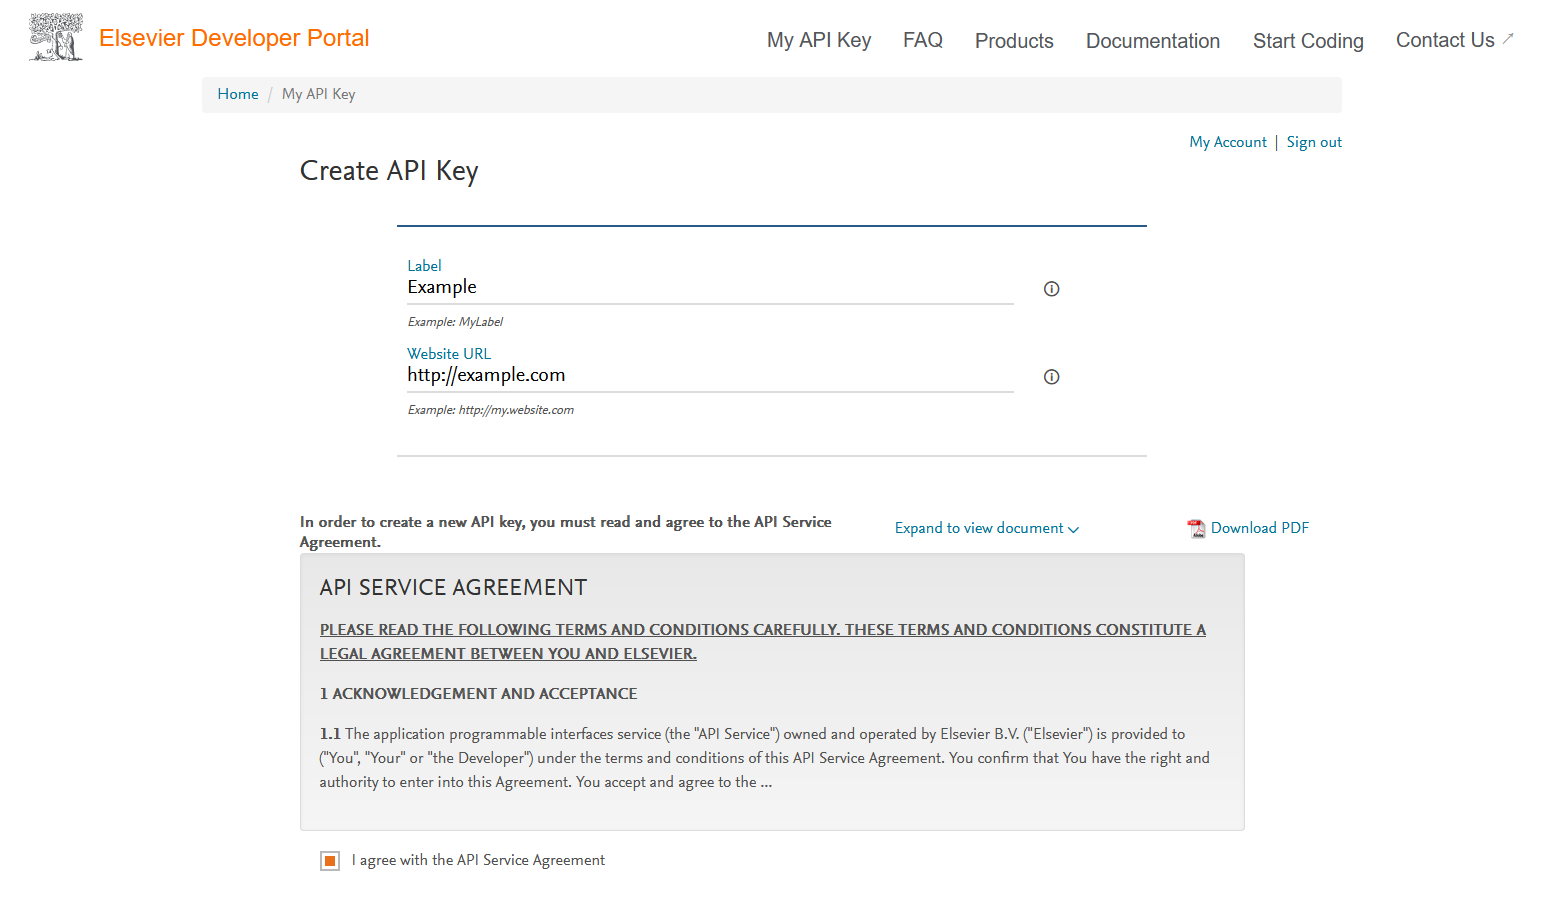 Elsevier Developer Portal
My API Key FAQ Products Documentation Start Coding Contact Us
Home / My API Key
My Account | Sign out
Create API Key
Label
Example
Example: MyLabel
Website URL
http://example.com
Example: http://my.website.com
In order to create a new API key, you must read and agree to the API Service
Agreement.
Expand to view document
Download PDF
API SERVICE AGREEMENT
PLEASE READ THE FOLLOWING TERMS AND CONDITIONS CAREFULLY. THESE TERMS AND CONDITIONS CONSTITUTE A
LEGAL AGREEMENT BETWEEN YOU AND ELSEVIER.
1 ACKNOWLEDGEMENT AND ACCEPTANCE
1.1 The application programmable interfaces service (the "API Service") owned and operated by Elsevier B.V. ("Elsevier") is provided to
("You", "Your" or "the Developer") under the terms and conditions of this API Service Agreement. You confirm that You have the right and
authority to enter into this Agreement. You accept and agree to the ...
I agree with the API Service Agreement